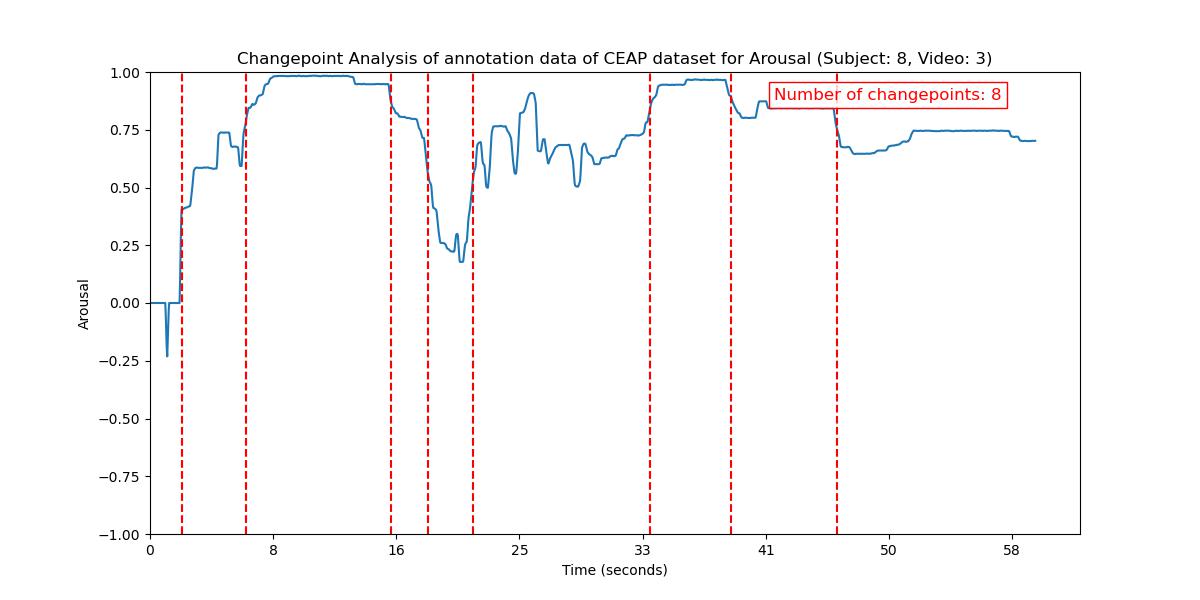 Changepoint Analysis of annotation data of CEAP dataset for Arousal (Subject: 8, Video: 3)
Number of changepoints: 8
1.00
0.75
0.50
0.25
0.00
−0.25
−0.50
−0.75
−1.00
Arousal
0 8 16 25 33 41 50 58
Time (seconds)